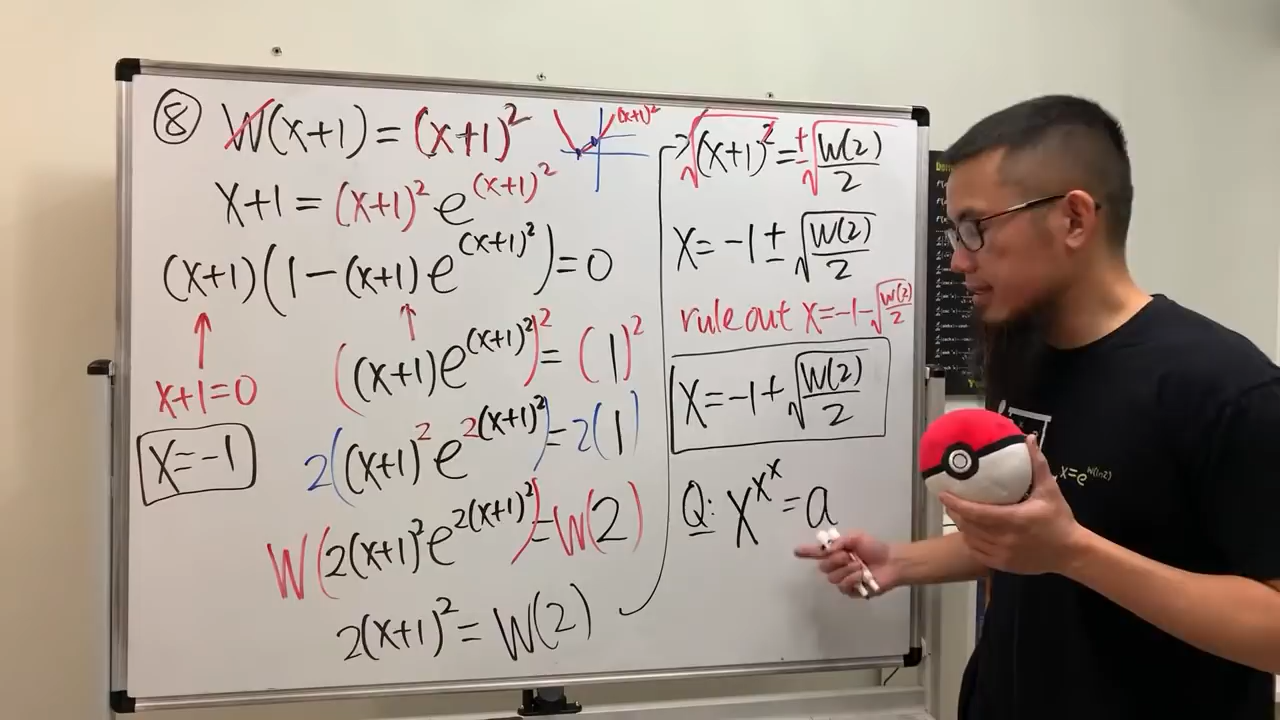 ⑧ W(x+1) = (x+1)²
(x+1)²
x+1 = (x+1)² e^(x+1)²
(x+1)(1-(x+1)e^(x+1)²) = 0
x+1=0
x=-1
((x+1)e^(x+1)²)² = (1)²
2((x+1)² e^2(x+1)²) = 2(1)
W(2(x+1)² e^2(x+1)²) = W(2)
2(x+1)² = W(2)
→ √(x+1)² = ±√(W(2)/2)
x = -1 ± √(W(2)/2)
rule out x=-1-√(W(2)/2)
x = -1 + √(W(2)/2)
Q: x^x^x = a
x=e^W(ln2)